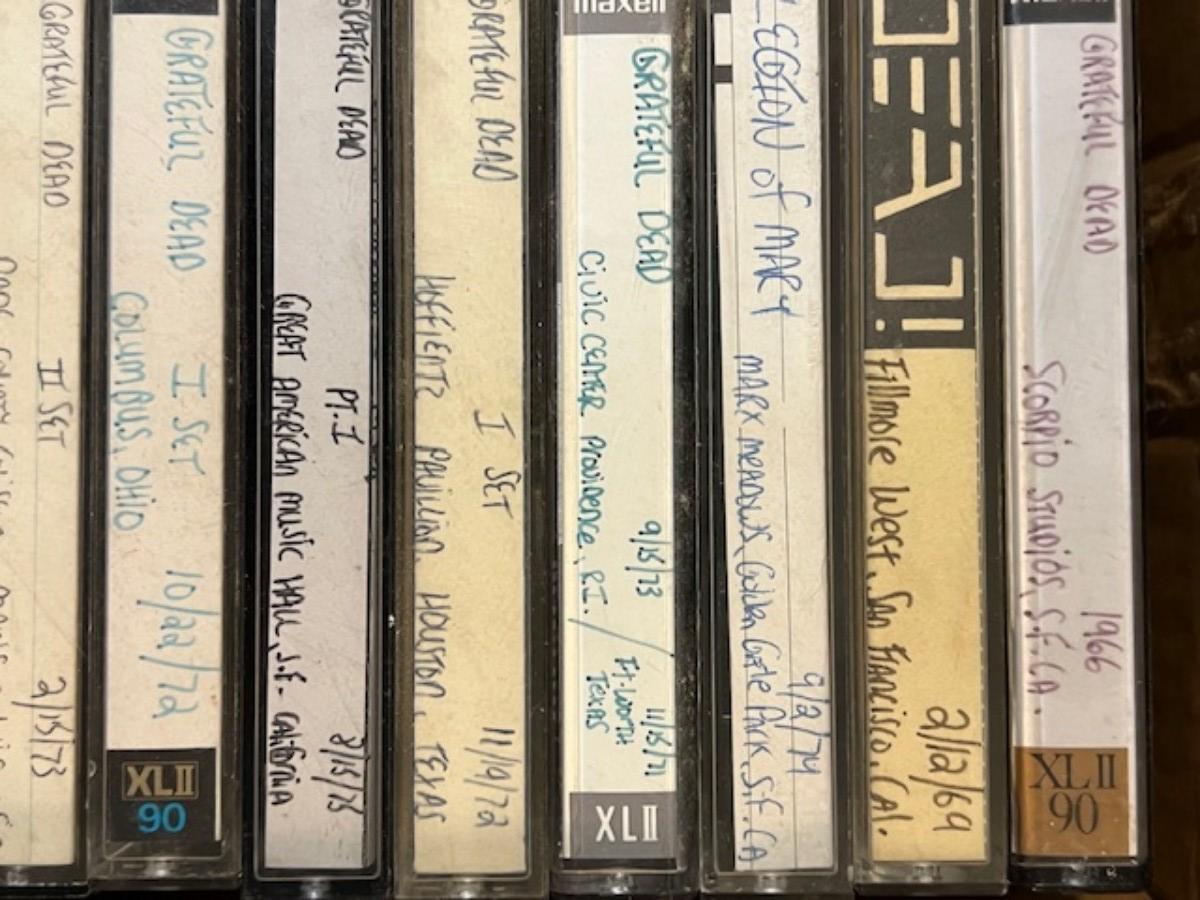 GRATEFUL DEAD II SET 2/15/73
GRATEFUL DEAD I SET 10/22/72
COLUMBUS, OHIO
XLII
90
GRATEFUL DEAD PT. I 8/13/75
GREAT AMERICAN MUSIC HALL, S.F. CALIFORNIA
GRATEFUL DEAD I SET 11/19/72
HOFFIENTZ PAVILLION, HOUSTON, TEXAS
maxell
GRATEFUL DEAD 9/15/73 11/15/71
CIVIC CENTER PROVIDENCE, R.I. / FT. WORTH
TEXAS
XLII
LEGION of MARY 9/2/74
MARX MEADOWS, Golden Gate Park, S.F. CA
DEAD!
Fillmore West, San Francisco, CAl.
2/12/69
GRATEFUL DEAD 1966
SCORPIO STUDIOS, S.F. CA.
XLII
90